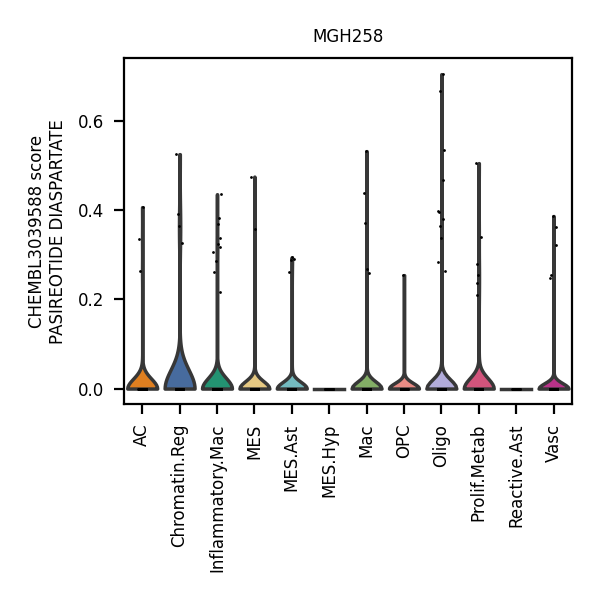 MGH258
CHEMBL3039588 score
PASIREOTIDE DIASPARTATE
0.6
0.4
0.2
0.0
AC
Chromatin.Reg
Inflammatory.Mac
MES
MES.Ast
MES.Hyp
Mac
OPC
Oligo
Prolif.Metab
Reactive.Ast
Vasc